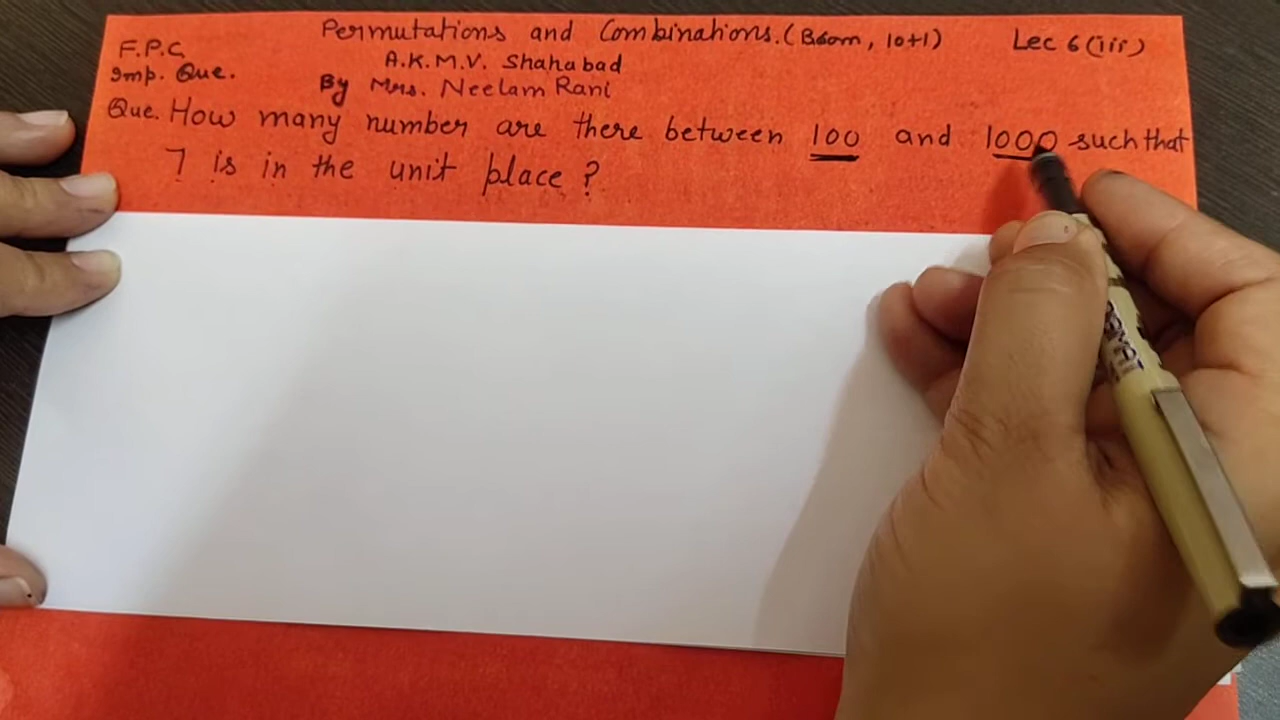 Permutations and Combinations. (Bcom, 10+1) Lec 6 (iii)
F.P.C, A.K.M.V. Shahabad
Imp. Que. By Mrs. Neelam Rani
Que. How many number are there between 100 and 1000 such that
7 is in the unit place ?